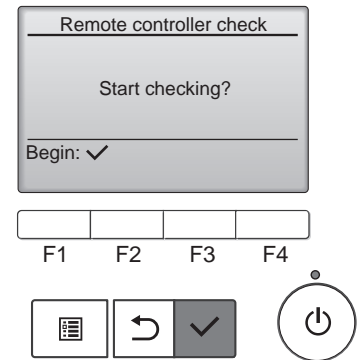 Remote controller check
Start checking?
Begin: ✓
F1 F2 F3 F4